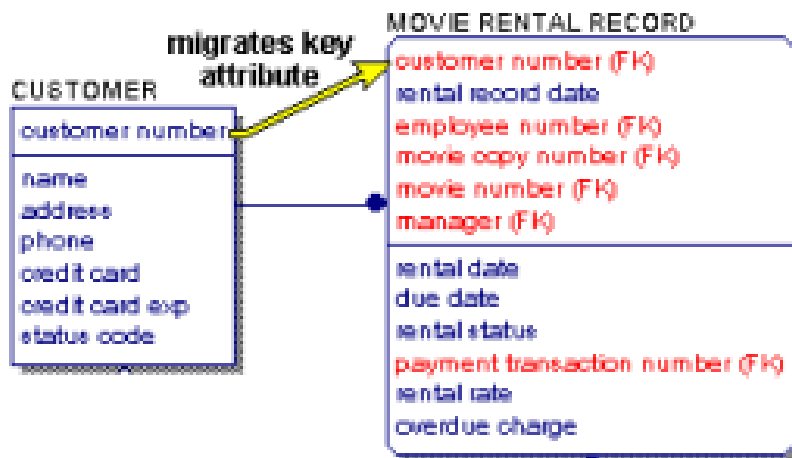 MOVIE RENTAL RECORD
migrates key
attribute
customer number (FK)
rental record date
employee number (FK)
movie copy number (FK)
movie number (FK)
manager (FK)
rental date
due date
rental status
payment transaction number (FK)
rental rate
overdue charge
CUSTOMER
customer number
name
address
phone
credit card
credit card exp
status code